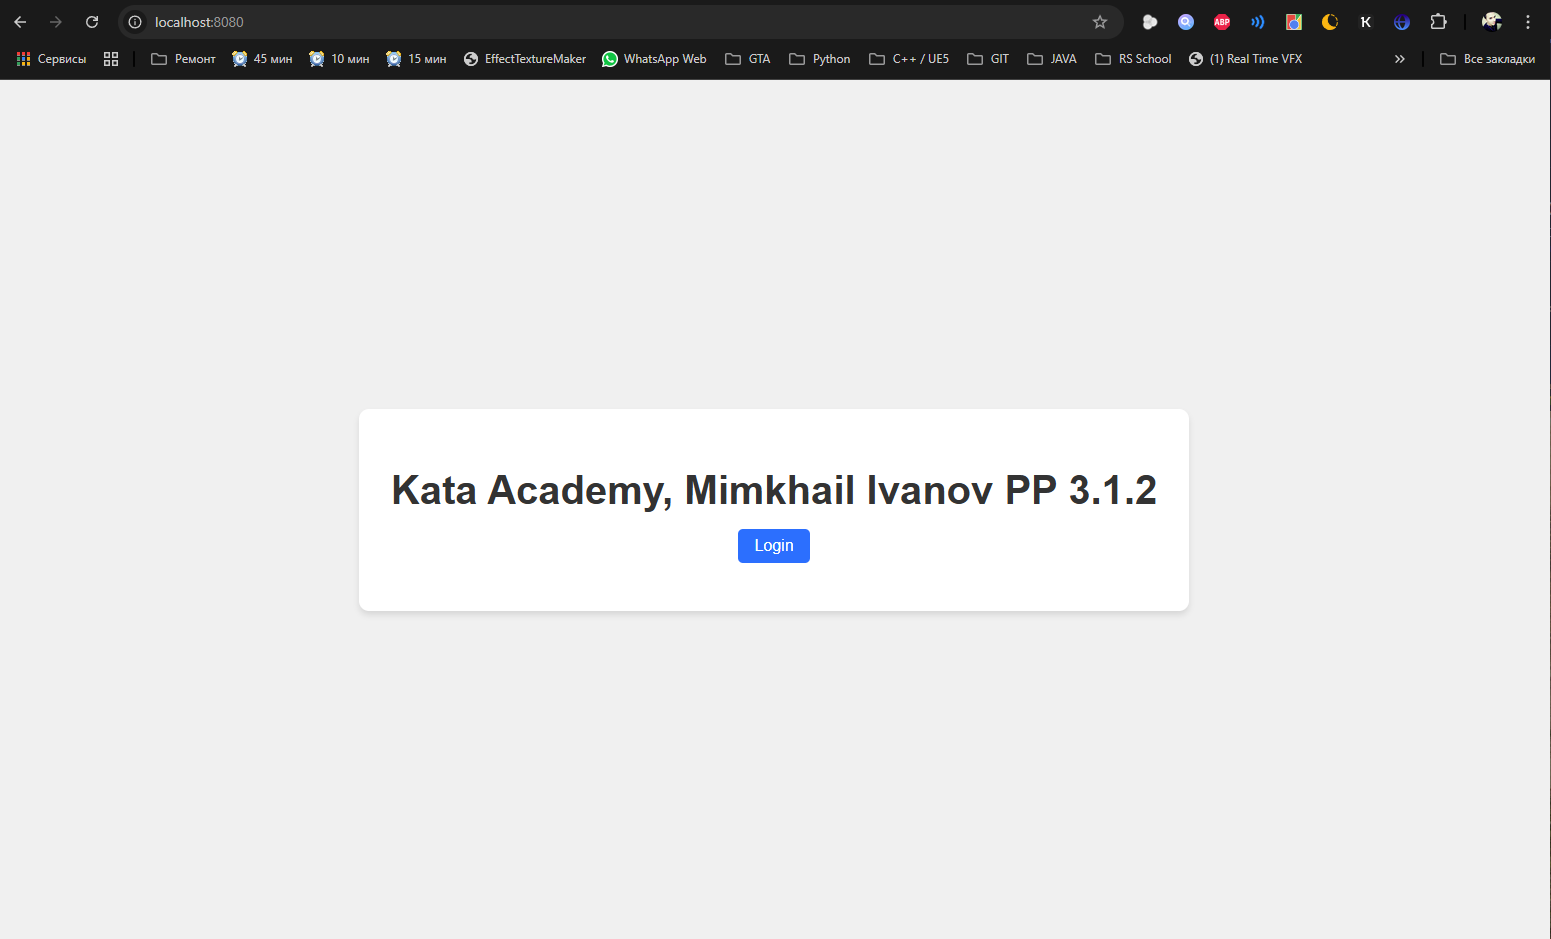 localhost:8080
ABP
K
Сервисы Ремонт 45 мин 10 мин 15 мин EffectTextureMaker WhatsApp Web GTA Python C++ / UE5 GIT JAVA RS School (1) Real Time VFX » Все закладки
Kata Academy, Mimkhail Ivanov PP 3.1.2
Login